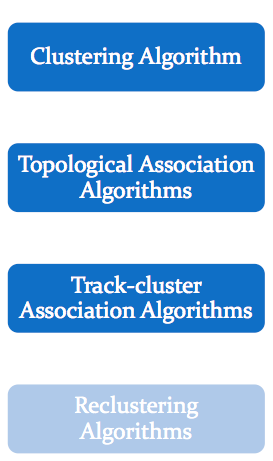 Clustering Algorithm
Topological Association
Algorithms
Track-cluster
Association Algorithms
Reclustering
Algorithms